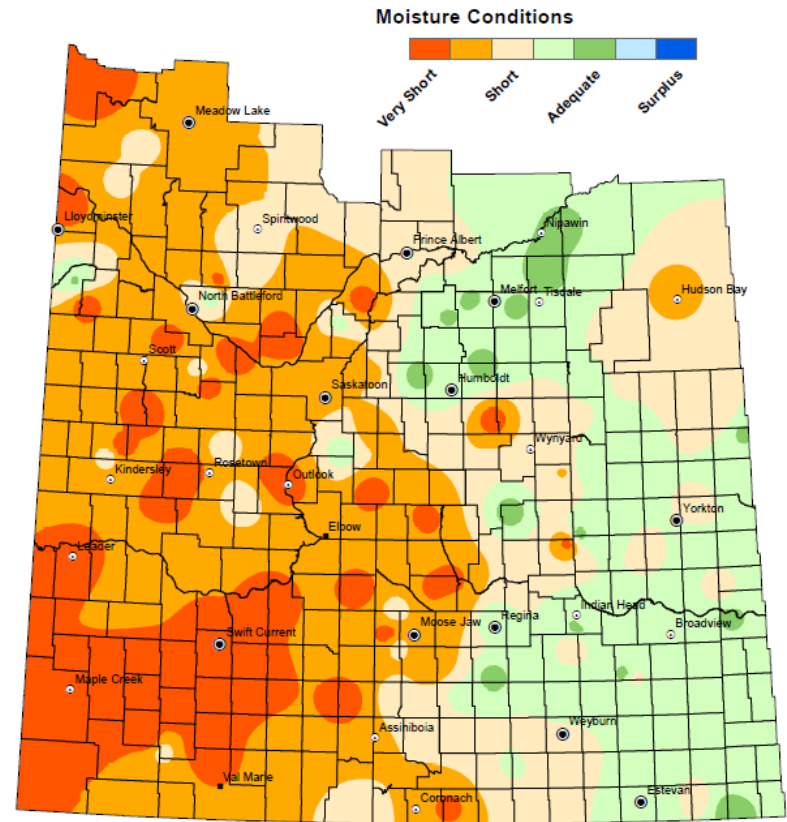 Moisture Conditions
Very Short
Short
Adequate
Surplus
Meadow Lake
Lloydminster
Spiritwood
Nipawin
Prince Albert
Hudson Bay
North Battleford
Melfort
Tisdale
Scott
Saskatoon
Humboldt
Wynyard
Kindersley
Rosetown
Outlook
Yorkton
Elbow
Leader
Swift Current
Moose Jaw
Regina
Indian Head
Broadview
Maple Creek
Assiniboia
Weyburn
Val Marie
Coronach
Estevan